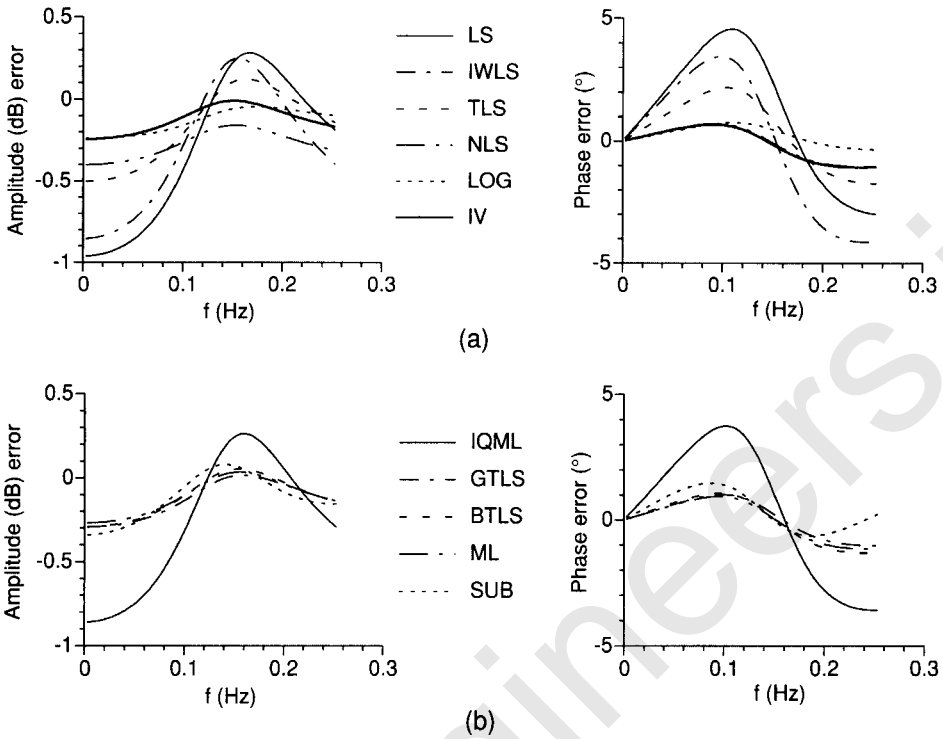 0.5
0
-0.5
-1
Amplitude (dB) error
0
0.1
0.2
0.3
f (Hz)
LS
IWLS
TLS
NLS
LOG
IV
5
0
-5
Phase error (°)
0
0.1
0.2
0.3
f (Hz)
(a)
0.5
0
-0.5
-1
Amplitude (dB) error
0
0.1
0.2
0.3
f (Hz)
IQML
GTLS
BTLS
ML
SUB
5
0
-5
Phase error (°)
0
0.1
0.2
0.3
f (Hz)
(b)
gineers